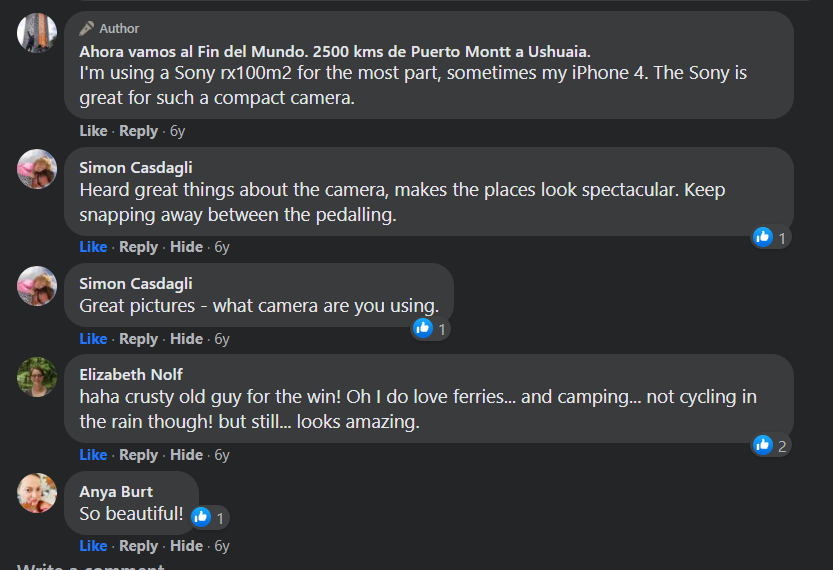 Author
Ahora vamos al Fin del Mundo. 2500 kms de Puerto Montt a Ushuaia.
I'm using a Sony rx100m2 for the most part, sometimes my iPhone 4. The Sony is
great for such a compact camera.
Like · Reply · 6y
Simon Casdagli
Heard great things about the camera, makes the places look spectacular. Keep
snapping away between the pedalling.
1
Like · Reply · Hide · 6y
Simon Casdagli
Great pictures - what camera are you using.
1
Like · Reply · Hide · 6y
Elizabeth Nolf
haha crusty old guy for the win! Oh I do love ferries... and camping... not cycling in
the rain though! but still... looks amazing.
2
Like · Reply · Hide · 6y
Anya Burt
So beautiful! 1
Like · Reply · Hide · 6y
Write a comment